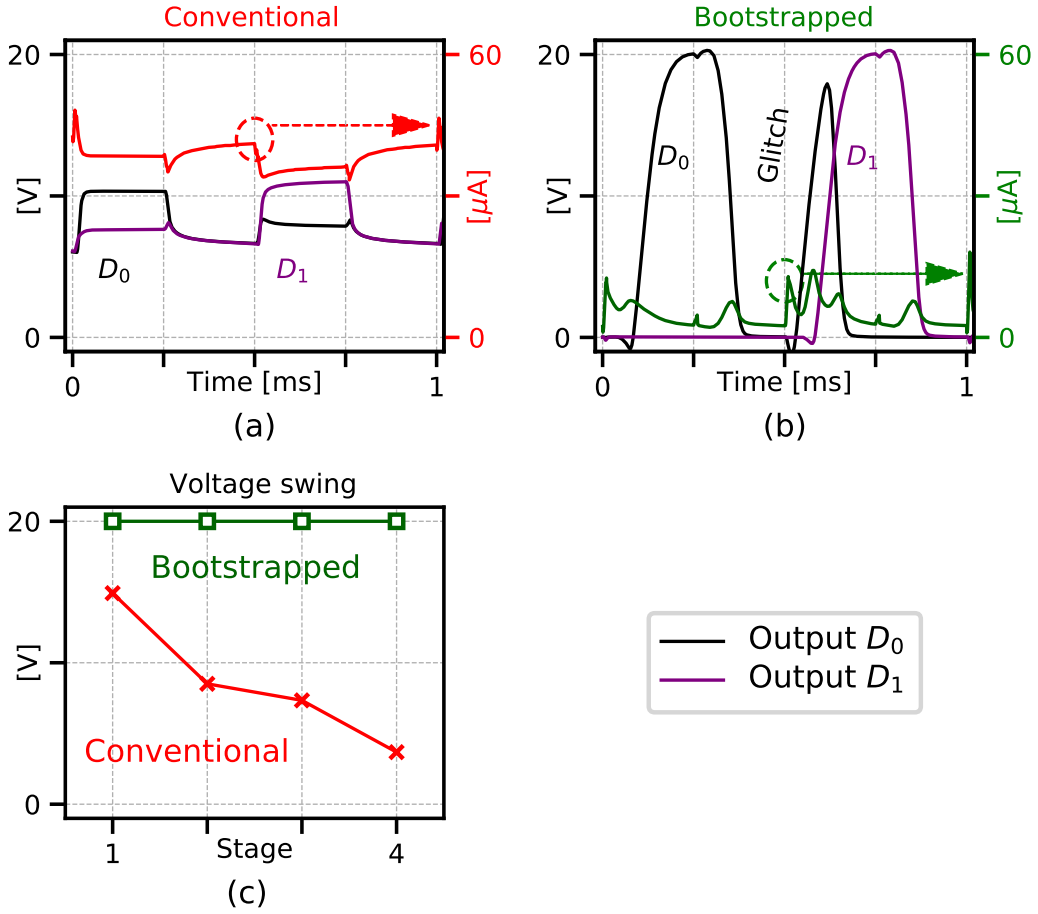 Conventional
20
0
[V]
60
0
[µA]
D0
D1
0
Time [ms]
1
(a)
Bootstrapped
20
0
[V]
60
0
[µA]
D0
Glitch
D1
0
Time [ms]
1
(b)
Voltage swing
20
0
[V]
Bootstrapped
Conventional
1
Stage
4
(c)
Output D0
Output D1